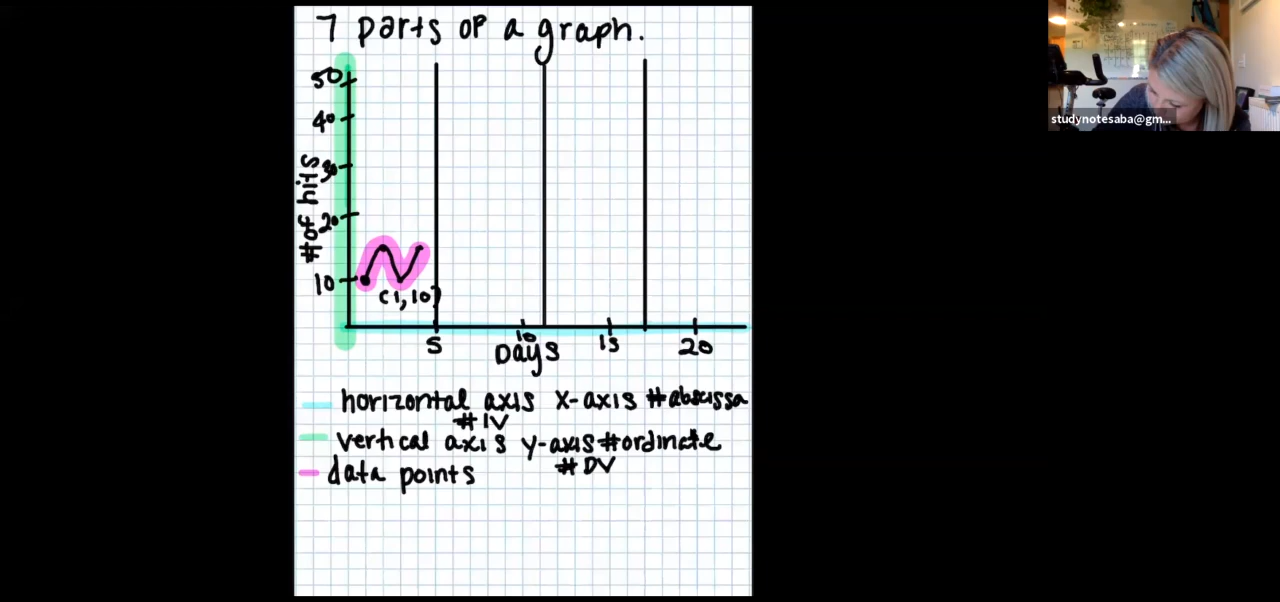 7 parts of a graph.
50
40
30
20
10
# of hits
(1, 10)
5
10
15
20
Days
horizontal axis x-axis #abscissa
#IV
vertical axis y-axis #ordinate
#DV
data points
studynotesaba@gm...